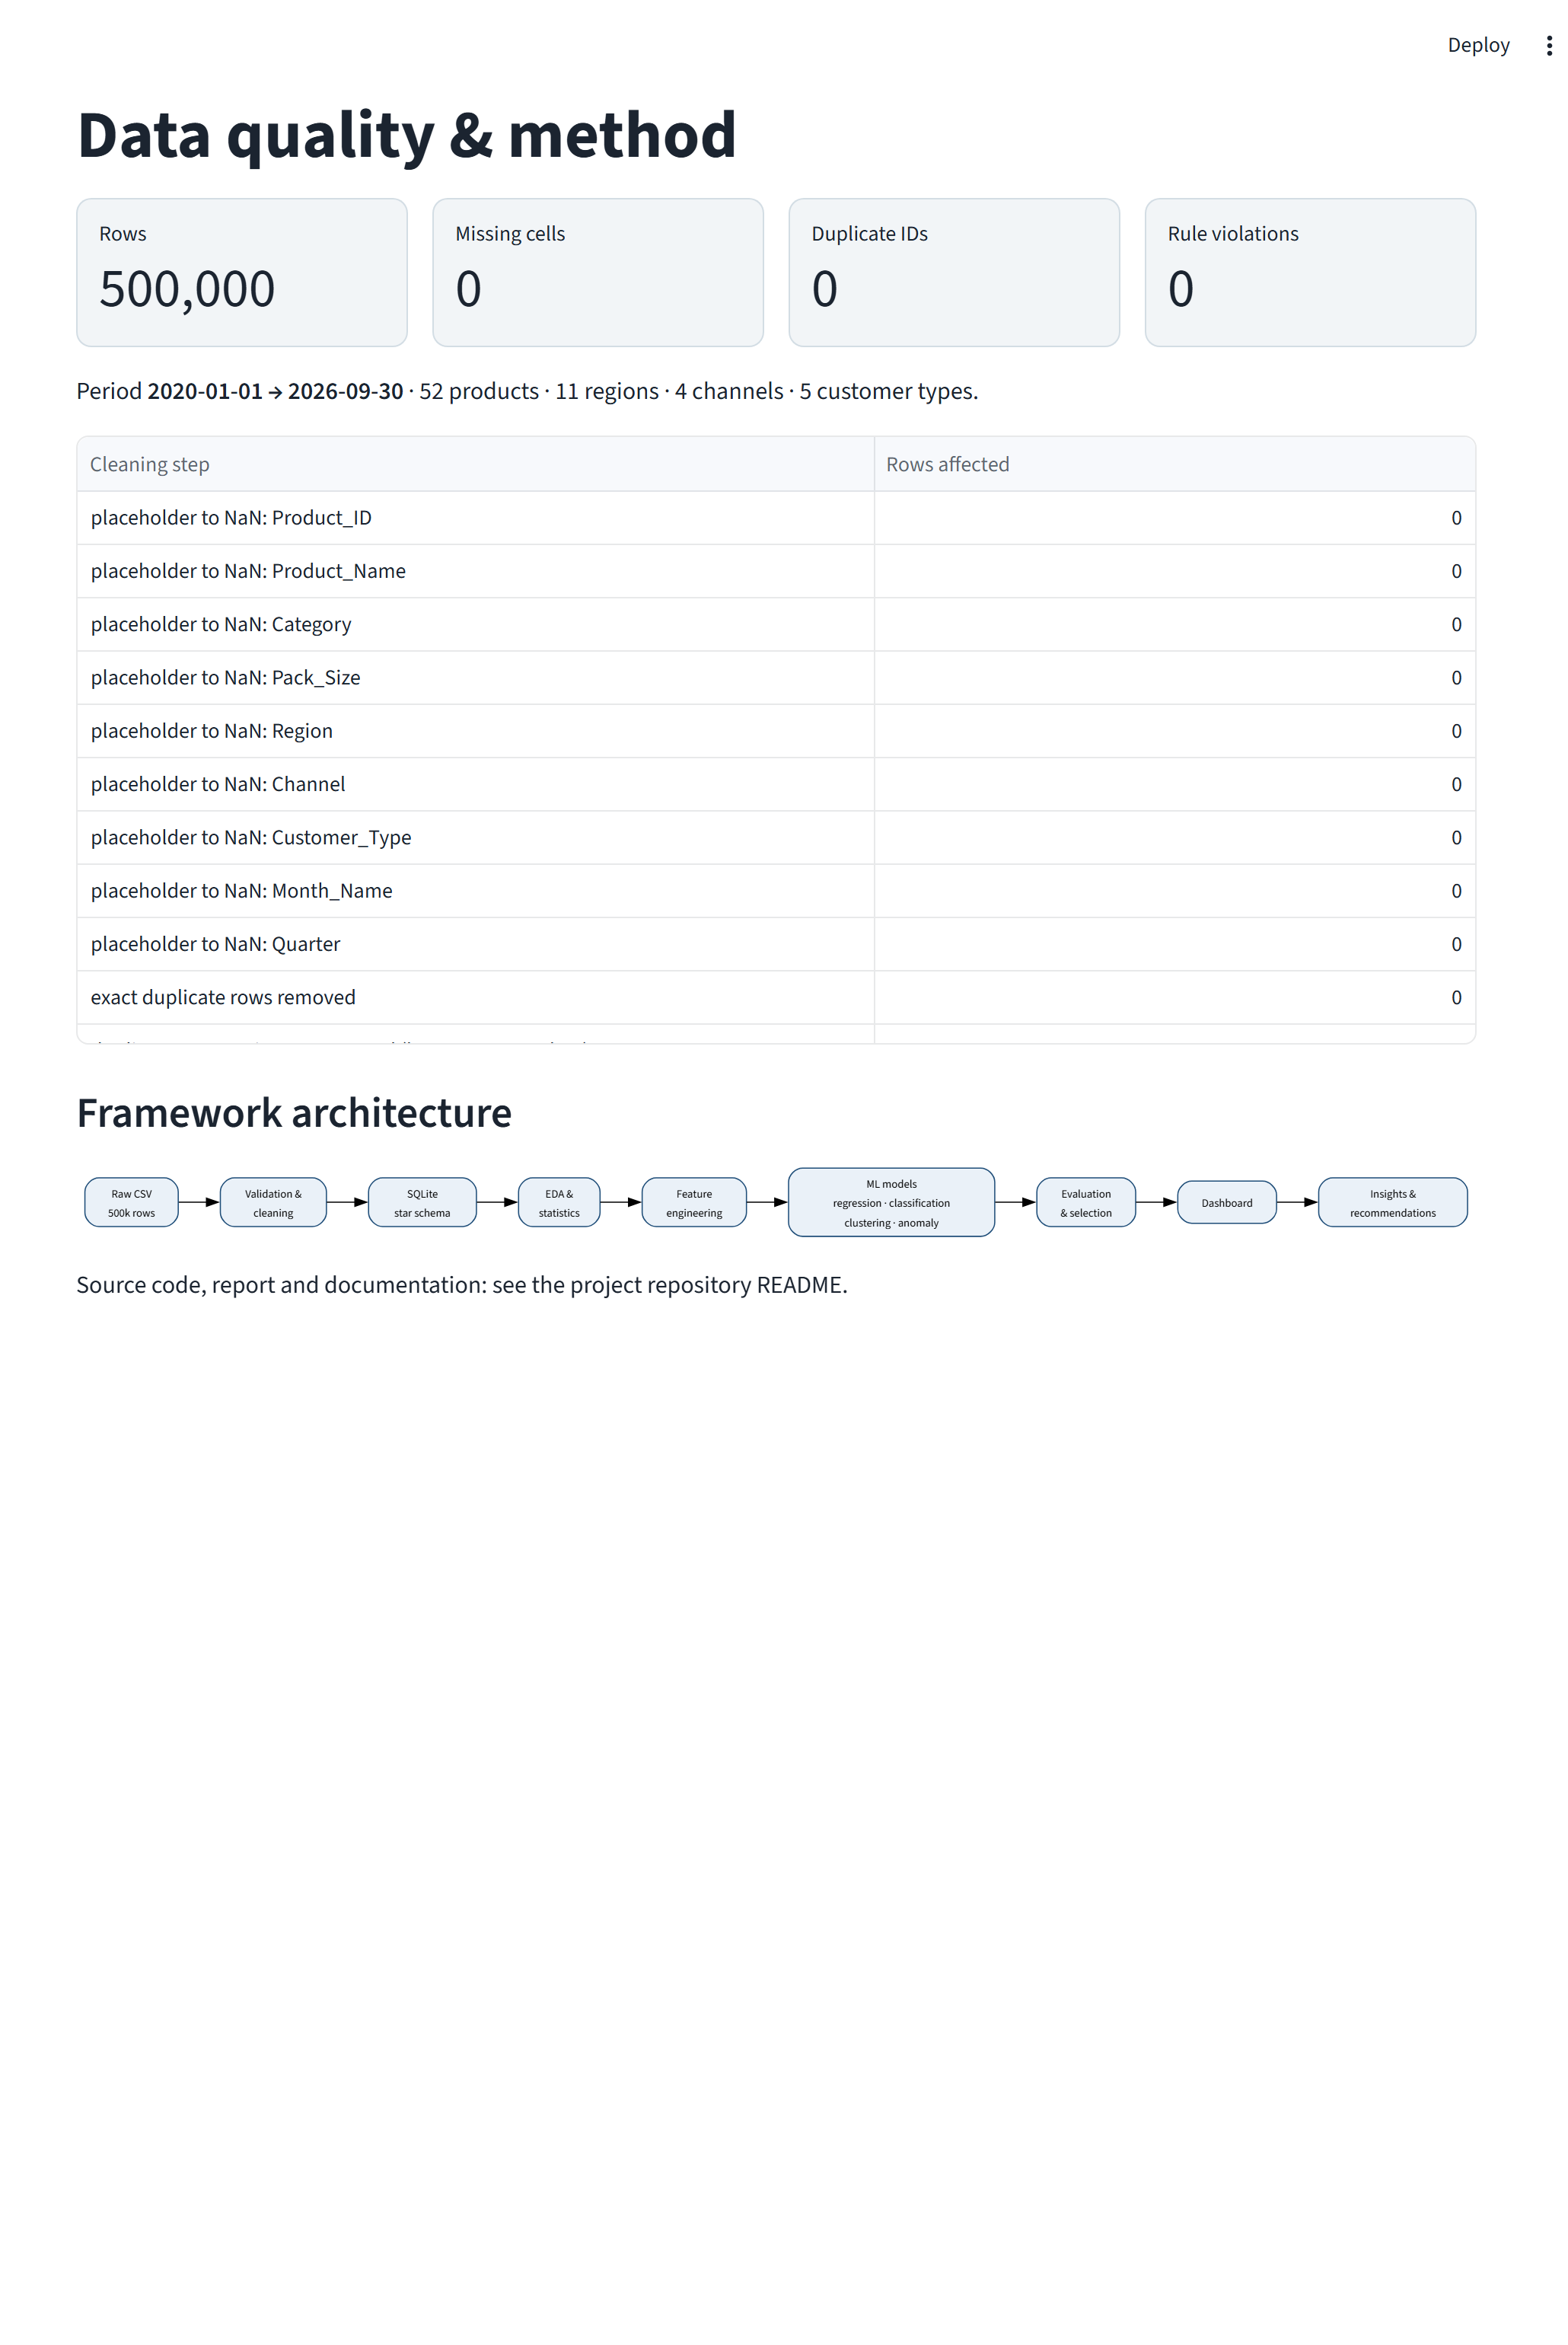 Deploy
Data quality & method
Rows
500,000
Missing cells
0
Duplicate IDs
0
Rule violations
0
Period 2020-01-01 → 2026-09-30 · 52 products · 11 regions · 4 channels · 5 customer types.
Cleaning step Rows affected
placeholder to NaN: Product_ID 0
placeholder to NaN: Product_Name 0
placeholder to NaN: Category 0
placeholder to NaN: Pack_Size 0
placeholder to NaN: Region 0
placeholder to NaN: Channel 0
placeholder to NaN: Customer_Type 0
placeholder to NaN: Month_Name 0
placeholder to NaN: Quarter 0
exact duplicate rows removed 0
Framework architecture
Raw CSV
500k rows
Validation &
cleaning
SQLite
star schema
EDA &
statistics
Feature
engineering
ML models
regression · classification
clustering · anomaly
Evaluation
& selection
Dashboard
Insights &
recommendations
Source code, report and documentation: see the project repository README.